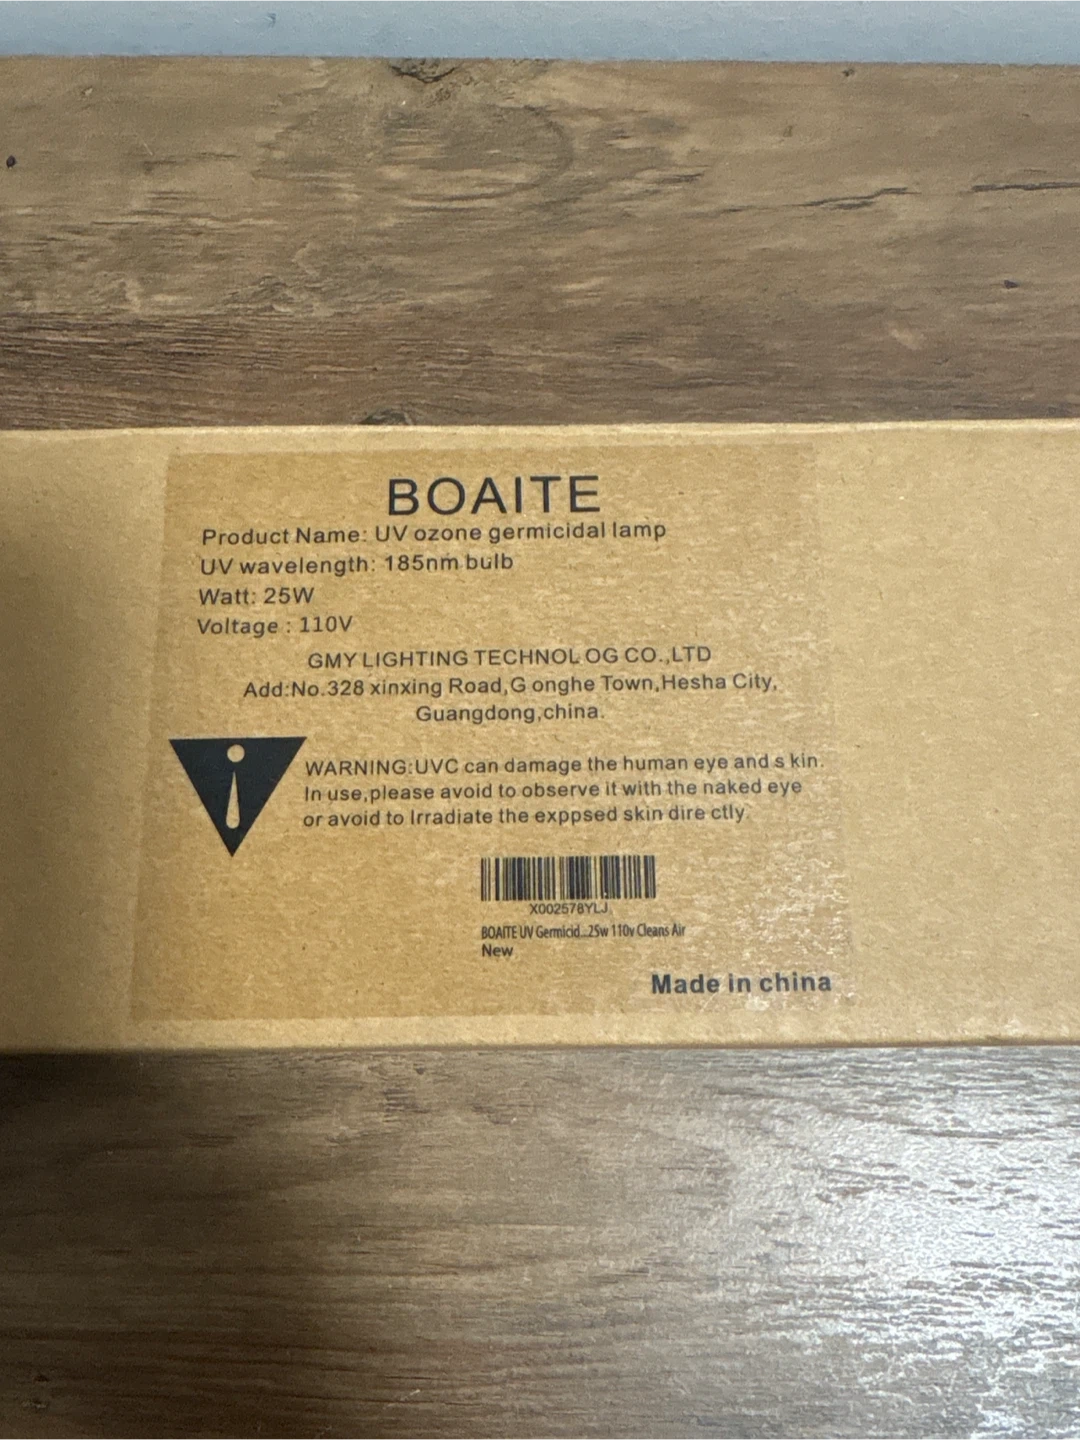 BOAITE
Product Name: UV ozone germicidal lamp
UV wavelength: 185nm bulb
Watt: 25W
Voltage : 110V
GMY LIGHTING TECHNOL OG CO.,LTD
Add:No.328 xinxing Road,G onghe Town,Hesha City,
Guangdong,china.
WARNING:UVC can damage the human eye and s kin.
In use,please avoid to observe it with the naked eye
or avoid to Irradiate the exppsed skin dire ctly.
X002578YLJ
BOAITE UV Germicid...25w 110v Cleans Air
New
Made in china